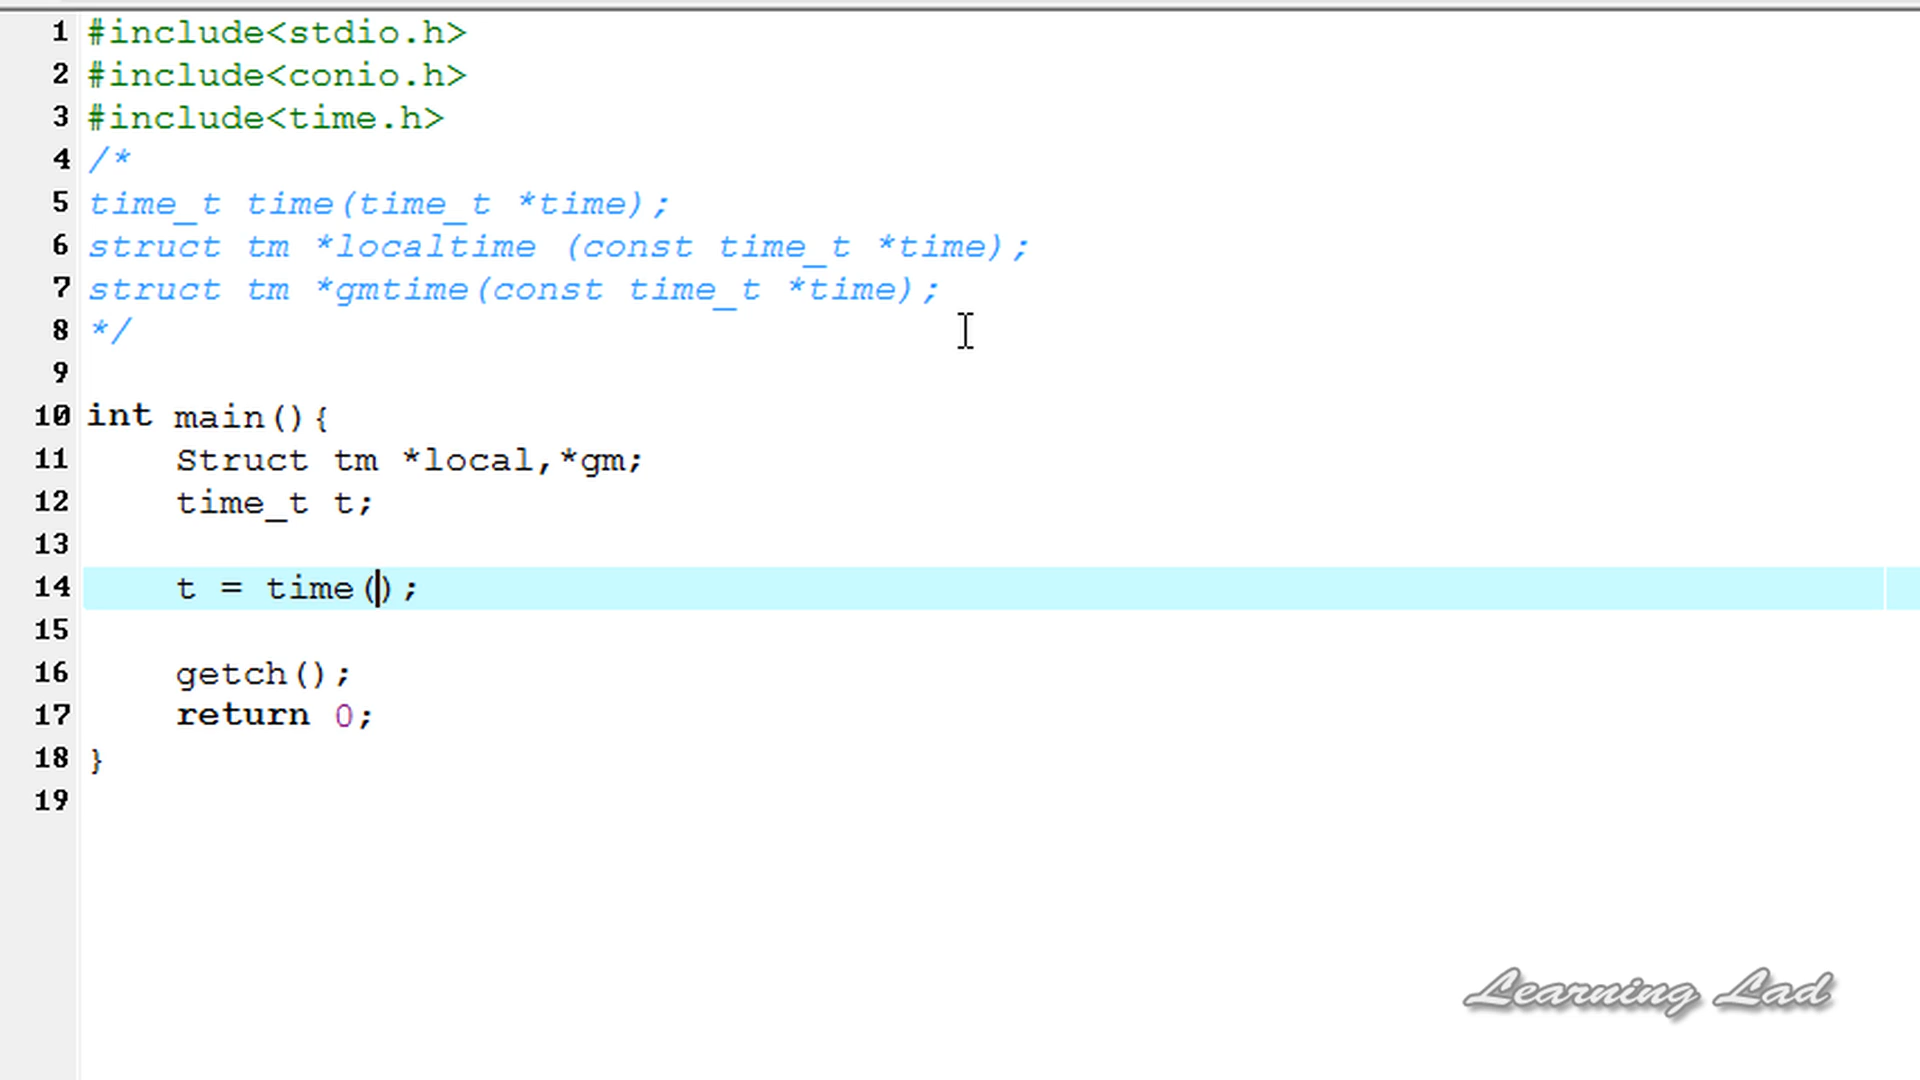 1 #include<stdio.h>
2 #include<conio.h>
3 #include<time.h>
4 /*
5 time_t time(time_t *time);
6 struct tm *localtime (const time_t *time);
7 struct tm *gmtime(const time_t *time);
8 */
9
10 int main(){
11 Struct tm *local,*gm;
12 time_t t;
13
14 t = time();
15
16 getch();
17 return 0;
18 }
19
Learning Lad